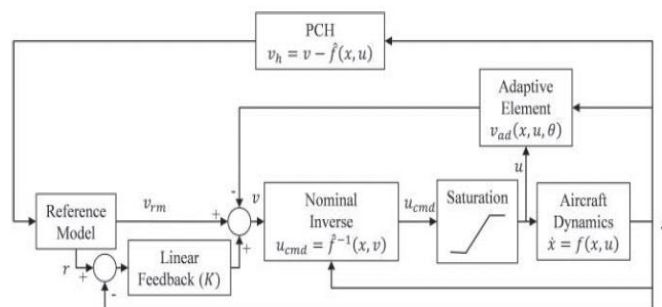 PCH
v_h = v − f̂(x, u)
Adaptive
Element
v_ad(x, u, θ)
-
v
u
v_rm
+
Nominal
Inverse
u_cmd = f̂⁻¹(x, v)
u_cmd
Saturation
Aircraft
Dynamics
ẋ = f(x, u)
Reference
Model
+
r
+
-
Linear
Feedback (K)